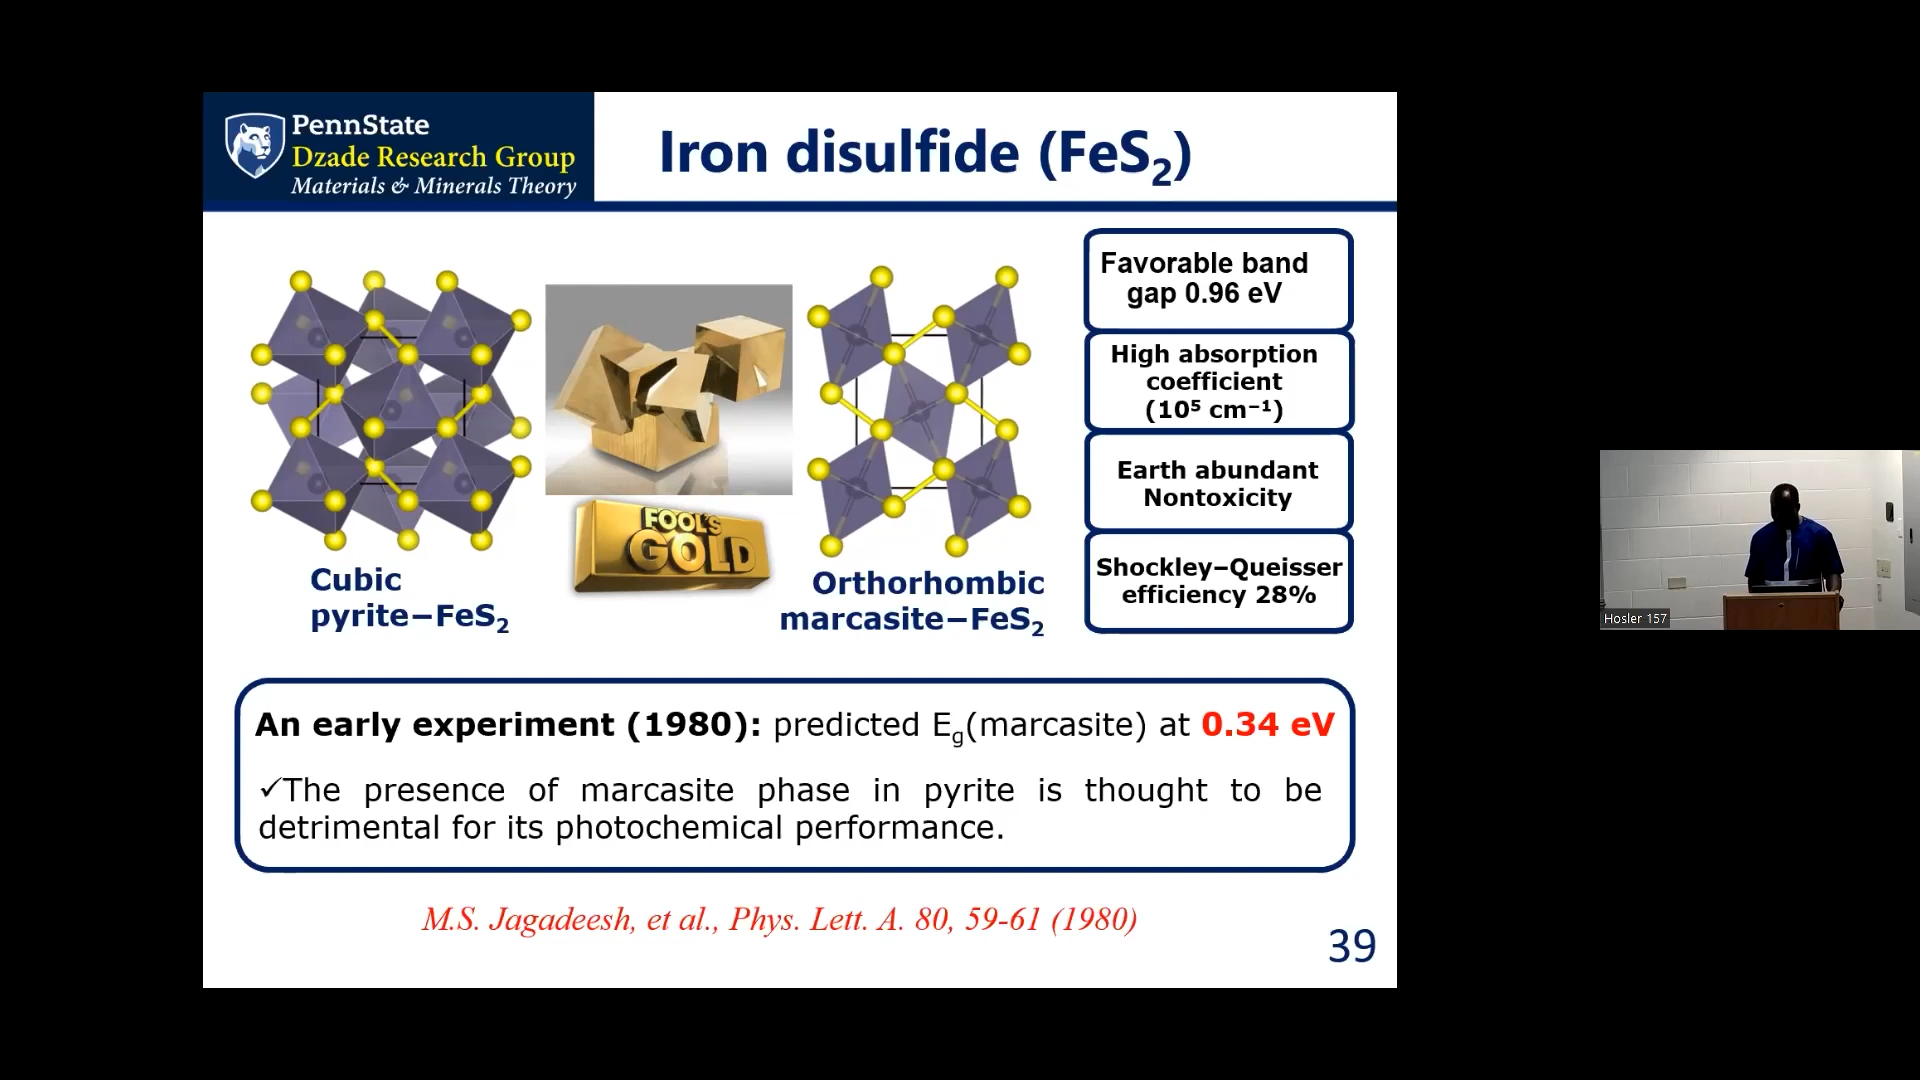 PennState
Dzade Research Group
Materials & Minerals Theory
Iron disulfide (FeS₂)
Favorable band
gap 0.96 eV
High absorption
coefficient
(10⁵ cm⁻¹)
Earth abundant
Nontoxicity
Shockley–Queisser
efficiency 28%
FOOL'S
GOLD
Cubic
pyrite–FeS₂
Orthorhombic
marcasite–FeS₂
An early experiment (1980): predicted E_g(marcasite) at 0.34 eV
✓The presence of marcasite phase in pyrite is thought to be
detrimental for its photochemical performance.
M.S. Jagadeesh, et al., Phys. Lett. A. 80, 59-61 (1980)
39
Hosler 157